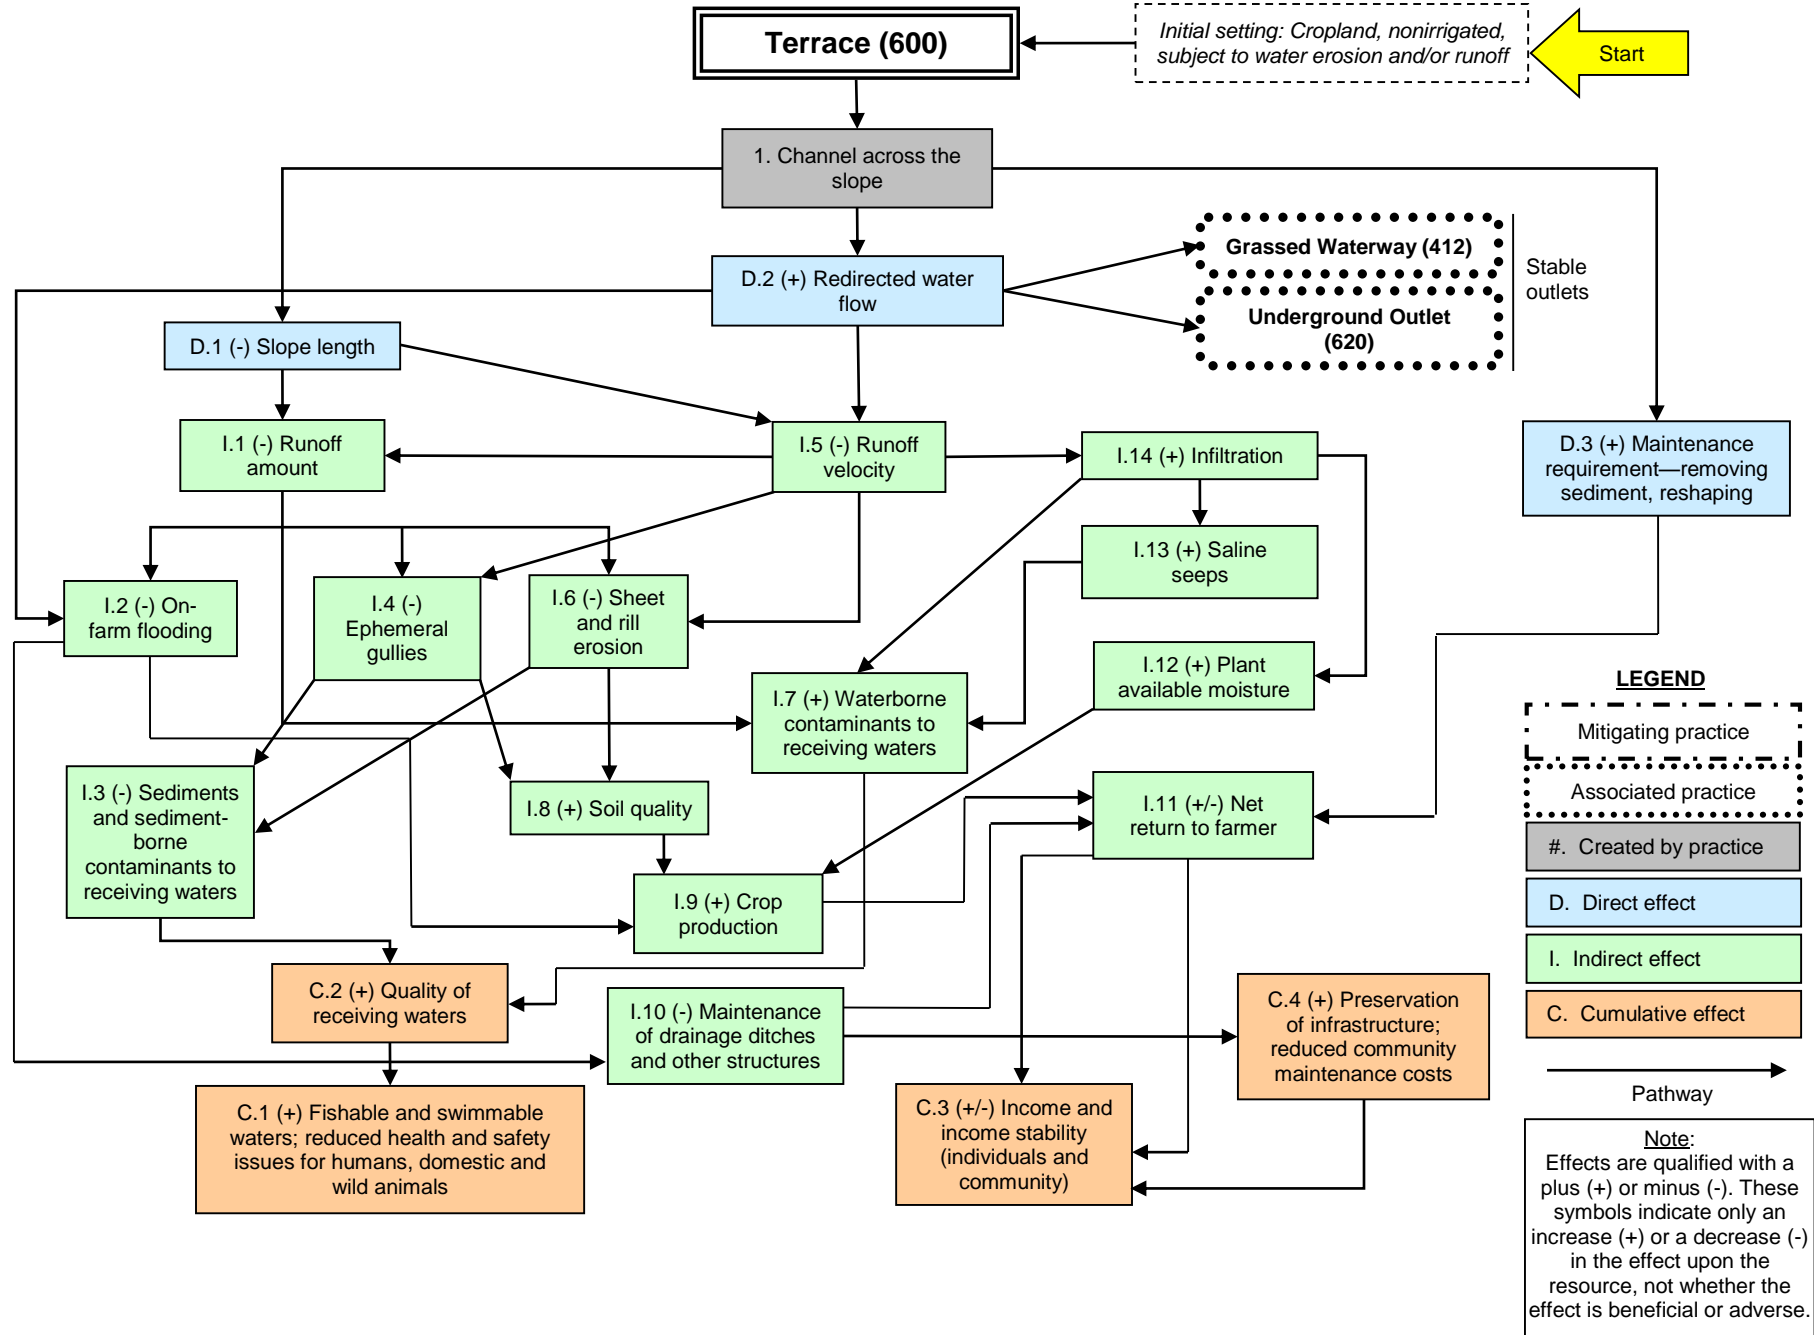 Terrace (600)
Initial setting: Cropland, nonirrigated,
subject to water erosion and/or runoff
Start
1. Channel across the
slope
D.2 (+) Redirected water
flow
Grassed Waterway (412)
Underground Outlet
(620)
Stable
outlets
D.1 (-) Slope length
I.1 (-) Runoff
amount
I.5 (-) Runoff
velocity
I.14 (+) Infiltration
D.3 (+) Maintenance
requirement—removing
sediment, reshaping
I.13 (+) Saline
seeps
I.2 (-) On-
farm flooding
I.4 (-)
Ephemeral
gullies
I.6 (-) Sheet
and rill
erosion
I.7 (+) Waterborne
contaminants to
receiving waters
I.12 (+) Plant
available moisture
I.3 (-) Sediments
and sediment-
borne
contaminants to
receiving waters
I.8 (+) Soil quality
I.11 (+/-) Net
return to farmer
I.9 (+) Crop
production
C.2 (+) Quality of
receiving waters
I.10 (-) Maintenance
of drainage ditches
and other structures
C.4 (+) Preservation
of infrastructure;
reduced community
maintenance costs
C.1 (+) Fishable and swimmable
waters; reduced health and safety
issues for humans, domestic and
wild animals
C.3 (+/-) Income and
income stability
(individuals and
community)
LEGEND
Mitigating practice
Associated practice
#. Created by practice
D. Direct effect
I. Indirect effect
C. Cumulative effect
Pathway
Note:
Effects are qualified with a
plus (+) or minus (-). These
symbols indicate only an
increase (+) or a decrease (-)
in the effect upon the
resource, not whether the
effect is beneficial or adverse.